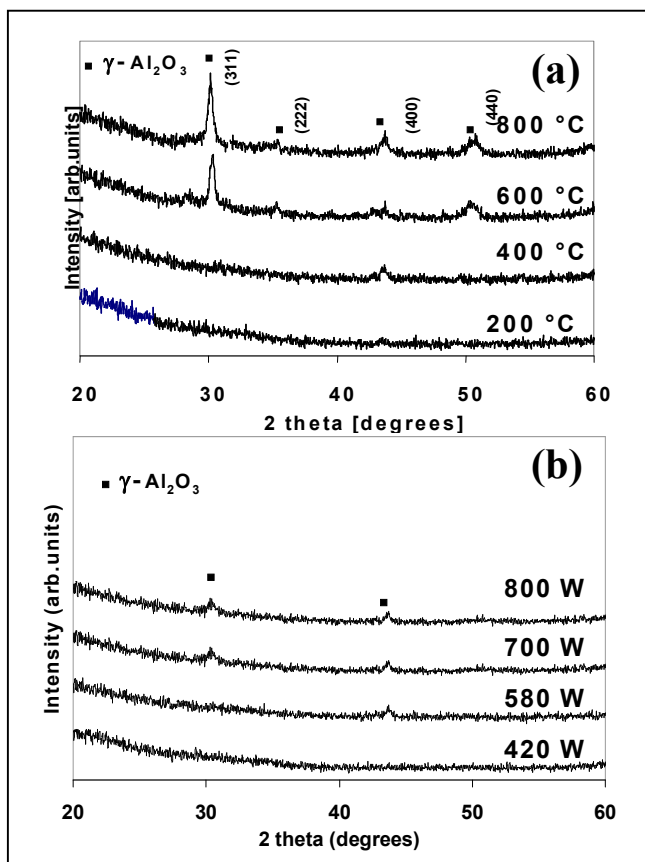 (a)
■ γ-Al₂O₃
(311)
(222)
(400)
(440)
800 °C
600 °C
400 °C
200 °C
Intensity [arb.units]
20 30 40 50 60
2 theta [degrees]
(b)
■ γ-Al₂O₃
800 W
700 W
580 W
420 W
Intensity (arb.units)
20 30 40 50 60
2 theta (degrees)